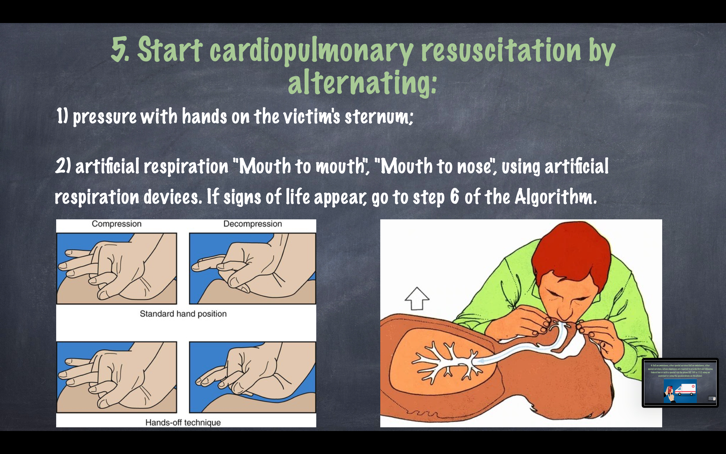 5. Start cardiopulmonary resuscitation by
alternating:
1) pressure with hands on the victim's sternum;
2) artificial respiration "Mouth to mouth", "Mouth to nose", using artificial
respiration devices. If signs of life appear, go to step 6 of the Algorithm.
Compression
Decompression
Standard hand position
Hands-off technique